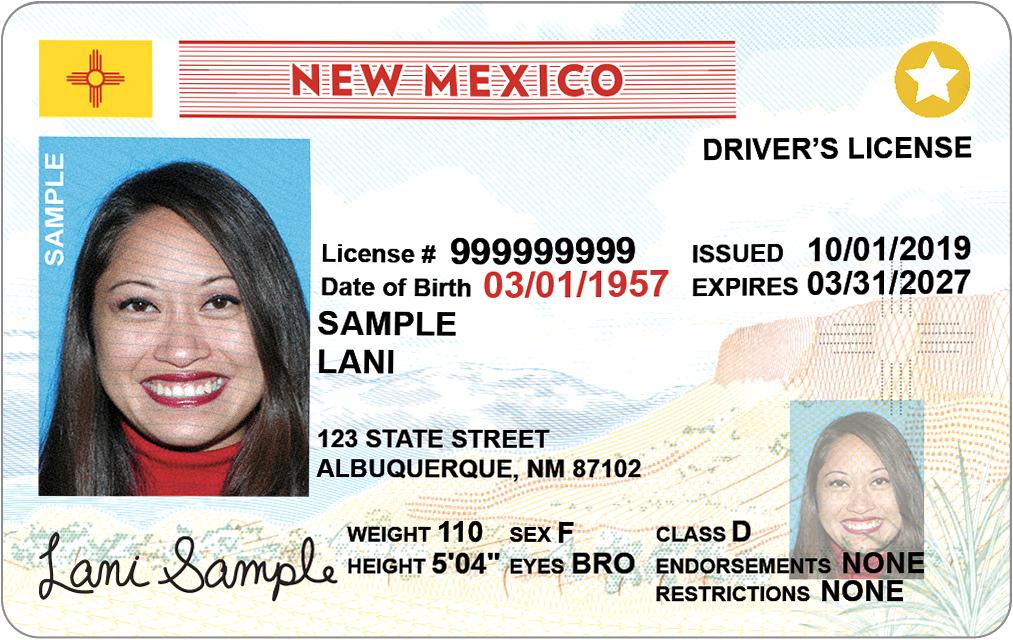 NEW MEXICO
DRIVER'S LICENSE
SAMPLE
License # 999999999
Date of Birth 03/01/1957
ISSUED 10/01/2019
EXPIRES 03/31/2027
SAMPLE
LANI
123 STATE STREET
ALBUQUERQUE, NM 87102
WEIGHT 110 SEX F
HEIGHT 5'04" EYES BRO
CLASS D
ENDORSEMENTS NONE
RESTRICTIONS NONE
Lani Sample